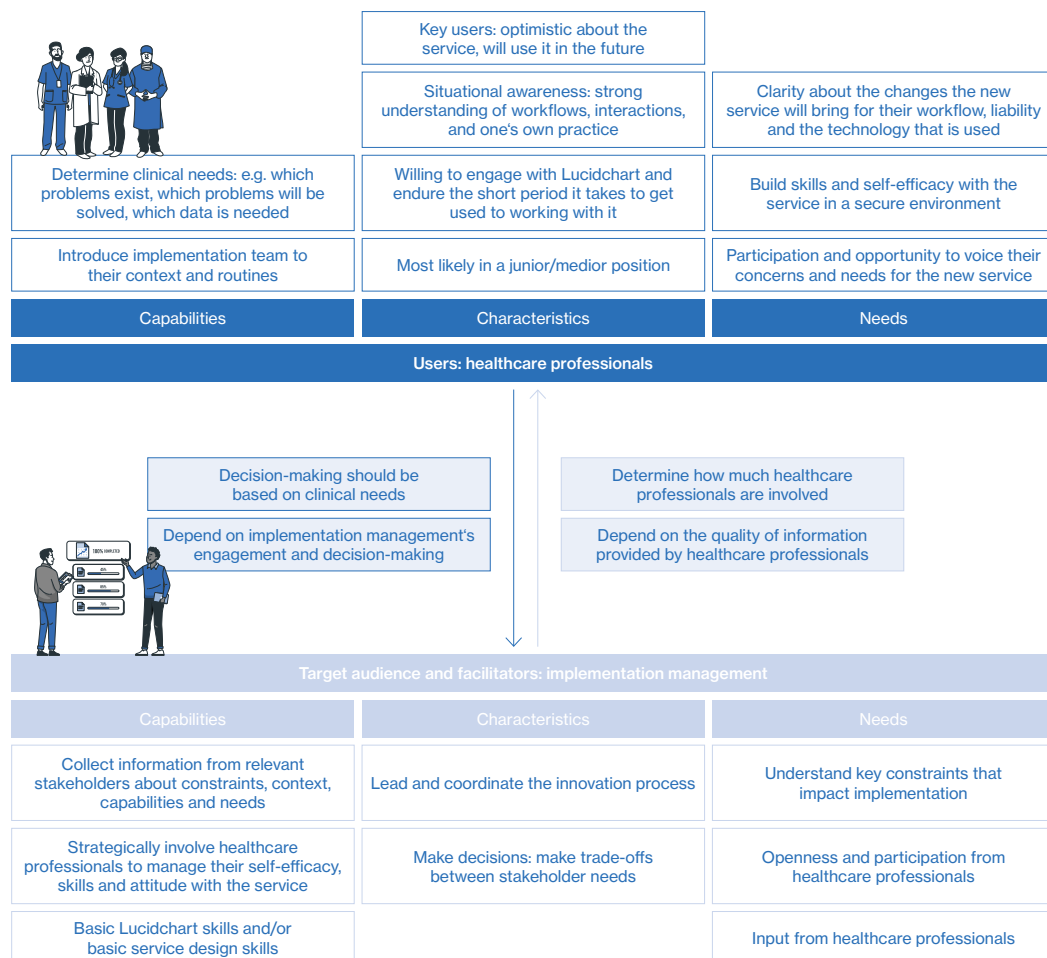 Key users: optimistic about the
service, will use it in the future
Situational awareness: strong
understanding of workflows, interactions,
and one‘s own practice
Clarity about the changes the new
service will bring for their workflow, liability
and the technology that is used
Determine clinical needs: e.g. which
problems exist, which problems will be
solved, which data is needed
Willing to engage with Lucidchart and
endure the short period it takes to get
used to working with it
Build skills and self-efficacy with the
service in a secure environment
Introduce implementation team to
their context and routines
Most likely in a junior/medior position
Participation and opportunity to voice their
concerns and needs for the new service
Capabilities
Characteristics
Needs
Users: healthcare professionals
Decision-making should be
based on clinical needs
Determine how much healthcare
professionals are involved
Depend on implementation management‘s
engagement and decision-making
Depend on the quality of information
provided by healthcare professionals
100% COMPLETED
Target audience and facilitators: implementation management
Capabilities
Characteristics
Needs
Collect information from relevant
stakeholders about constraints, context,
capabilities and needs
Lead and coordinate the innovation process
Understand key constraints that
impact implementation
Strategically involve healthcare
professionals to manage their self-efficacy,
skills and attitude with the service
Make decisions: make trade-offs
between stakeholder needs
Openness and participation from
healthcare professionals
Basic Lucidchart skills and/or
basic service design skills
Input from healthcare professionals